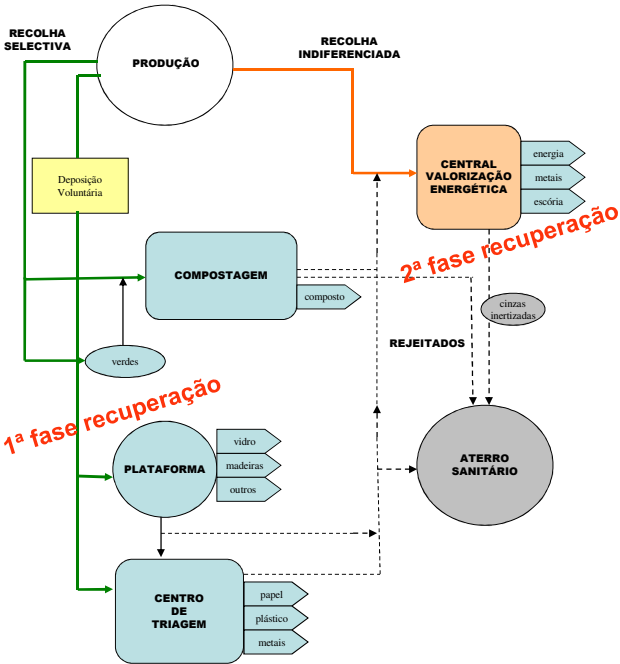 RECOLHA
SELECTIVA
PRODUÇÃO
RECOLHA
INDIFERENCIADA
CENTRAL
VALORIZAÇÃO
ENERGÉTICA
energia
metais
escória
Deposição
Voluntária
2ª fase recuperação
COMPOSTAGEM
composto
cinzas
inertizadas
REJEITADOS
verdes
1ª fase recuperação
PLATAFORMA
vidro
madeiras
outros
ATERRO
SANITÁRIO
CENTRO
DE
TRIAGEM
papel
plástico
metais